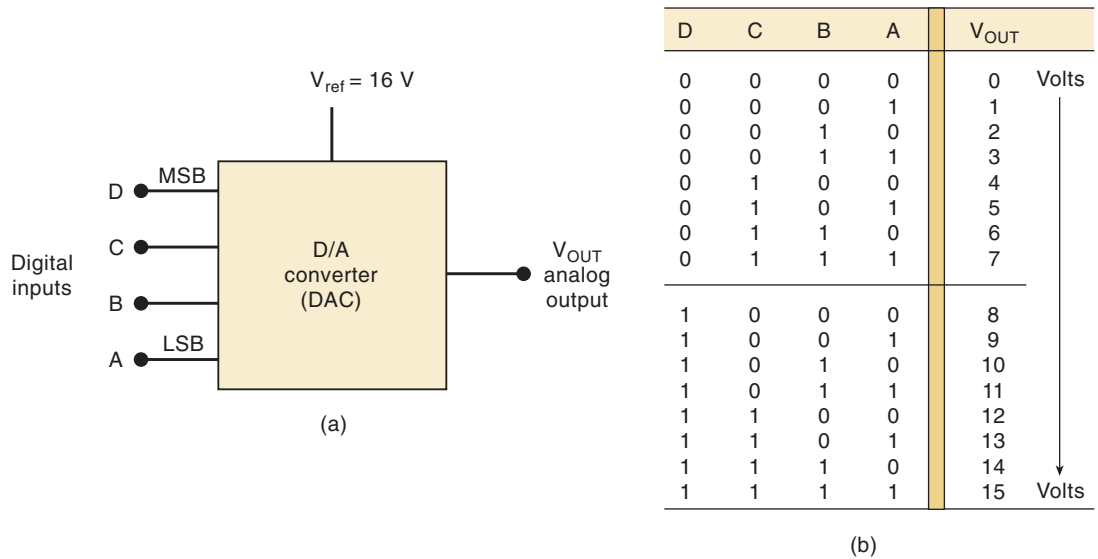 V_ref = 16 V
D MSB
C
B
A LSB
Digital
inputs
D/A
converter
(DAC)
V_OUT
analog
output
(a)
D C B A V_OUT
0 0 0 0 0 Volts
0 0 0 1 1
0 0 1 0 2
0 0 1 1 3
0 1 0 0 4
0 1 0 1 5
0 1 1 0 6
0 1 1 1 7
1 0 0 0 8
1 0 0 1 9
1 0 1 0 10
1 0 1 1 11
1 1 0 0 12
1 1 0 1 13
1 1 1 0 14
1 1 1 1 15 Volts
(b)